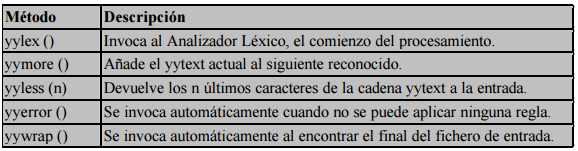 Método Descripción
yylex () Invoca al Analizador Léxico, el comienzo del procesamiento.
yymore () Añade el yytext actual al siguiente reconocido.
yyless (n) Devuelve los n últimos caracteres de la cadena yytext a la entrada.
yyerror () Se invoca automáticamente cuando no se puede aplicar ninguna regla.
yywrap () Se invoca automáticamente al encontrar el final del fichero de entrada.